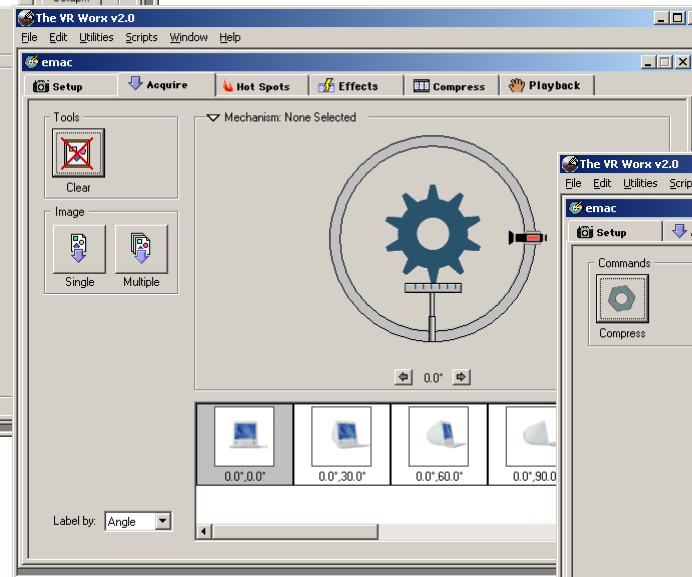 The VR Worx v2.0
File Edit Utilities Scripts Window Help
emac
Setup Acquire Hot Spots Effects Compress Playback
Tools
Clear
Image
Single Multiple
Mechanism: None Selected
0.0°
0.0°,0.0° 0.0°,30.0° 0.0°,60.0° 0.0°,90.0
Label by: Angle
The VR Worx v2.0
File Edit Utilities Scrip
emac
Setup
Commands
Compress